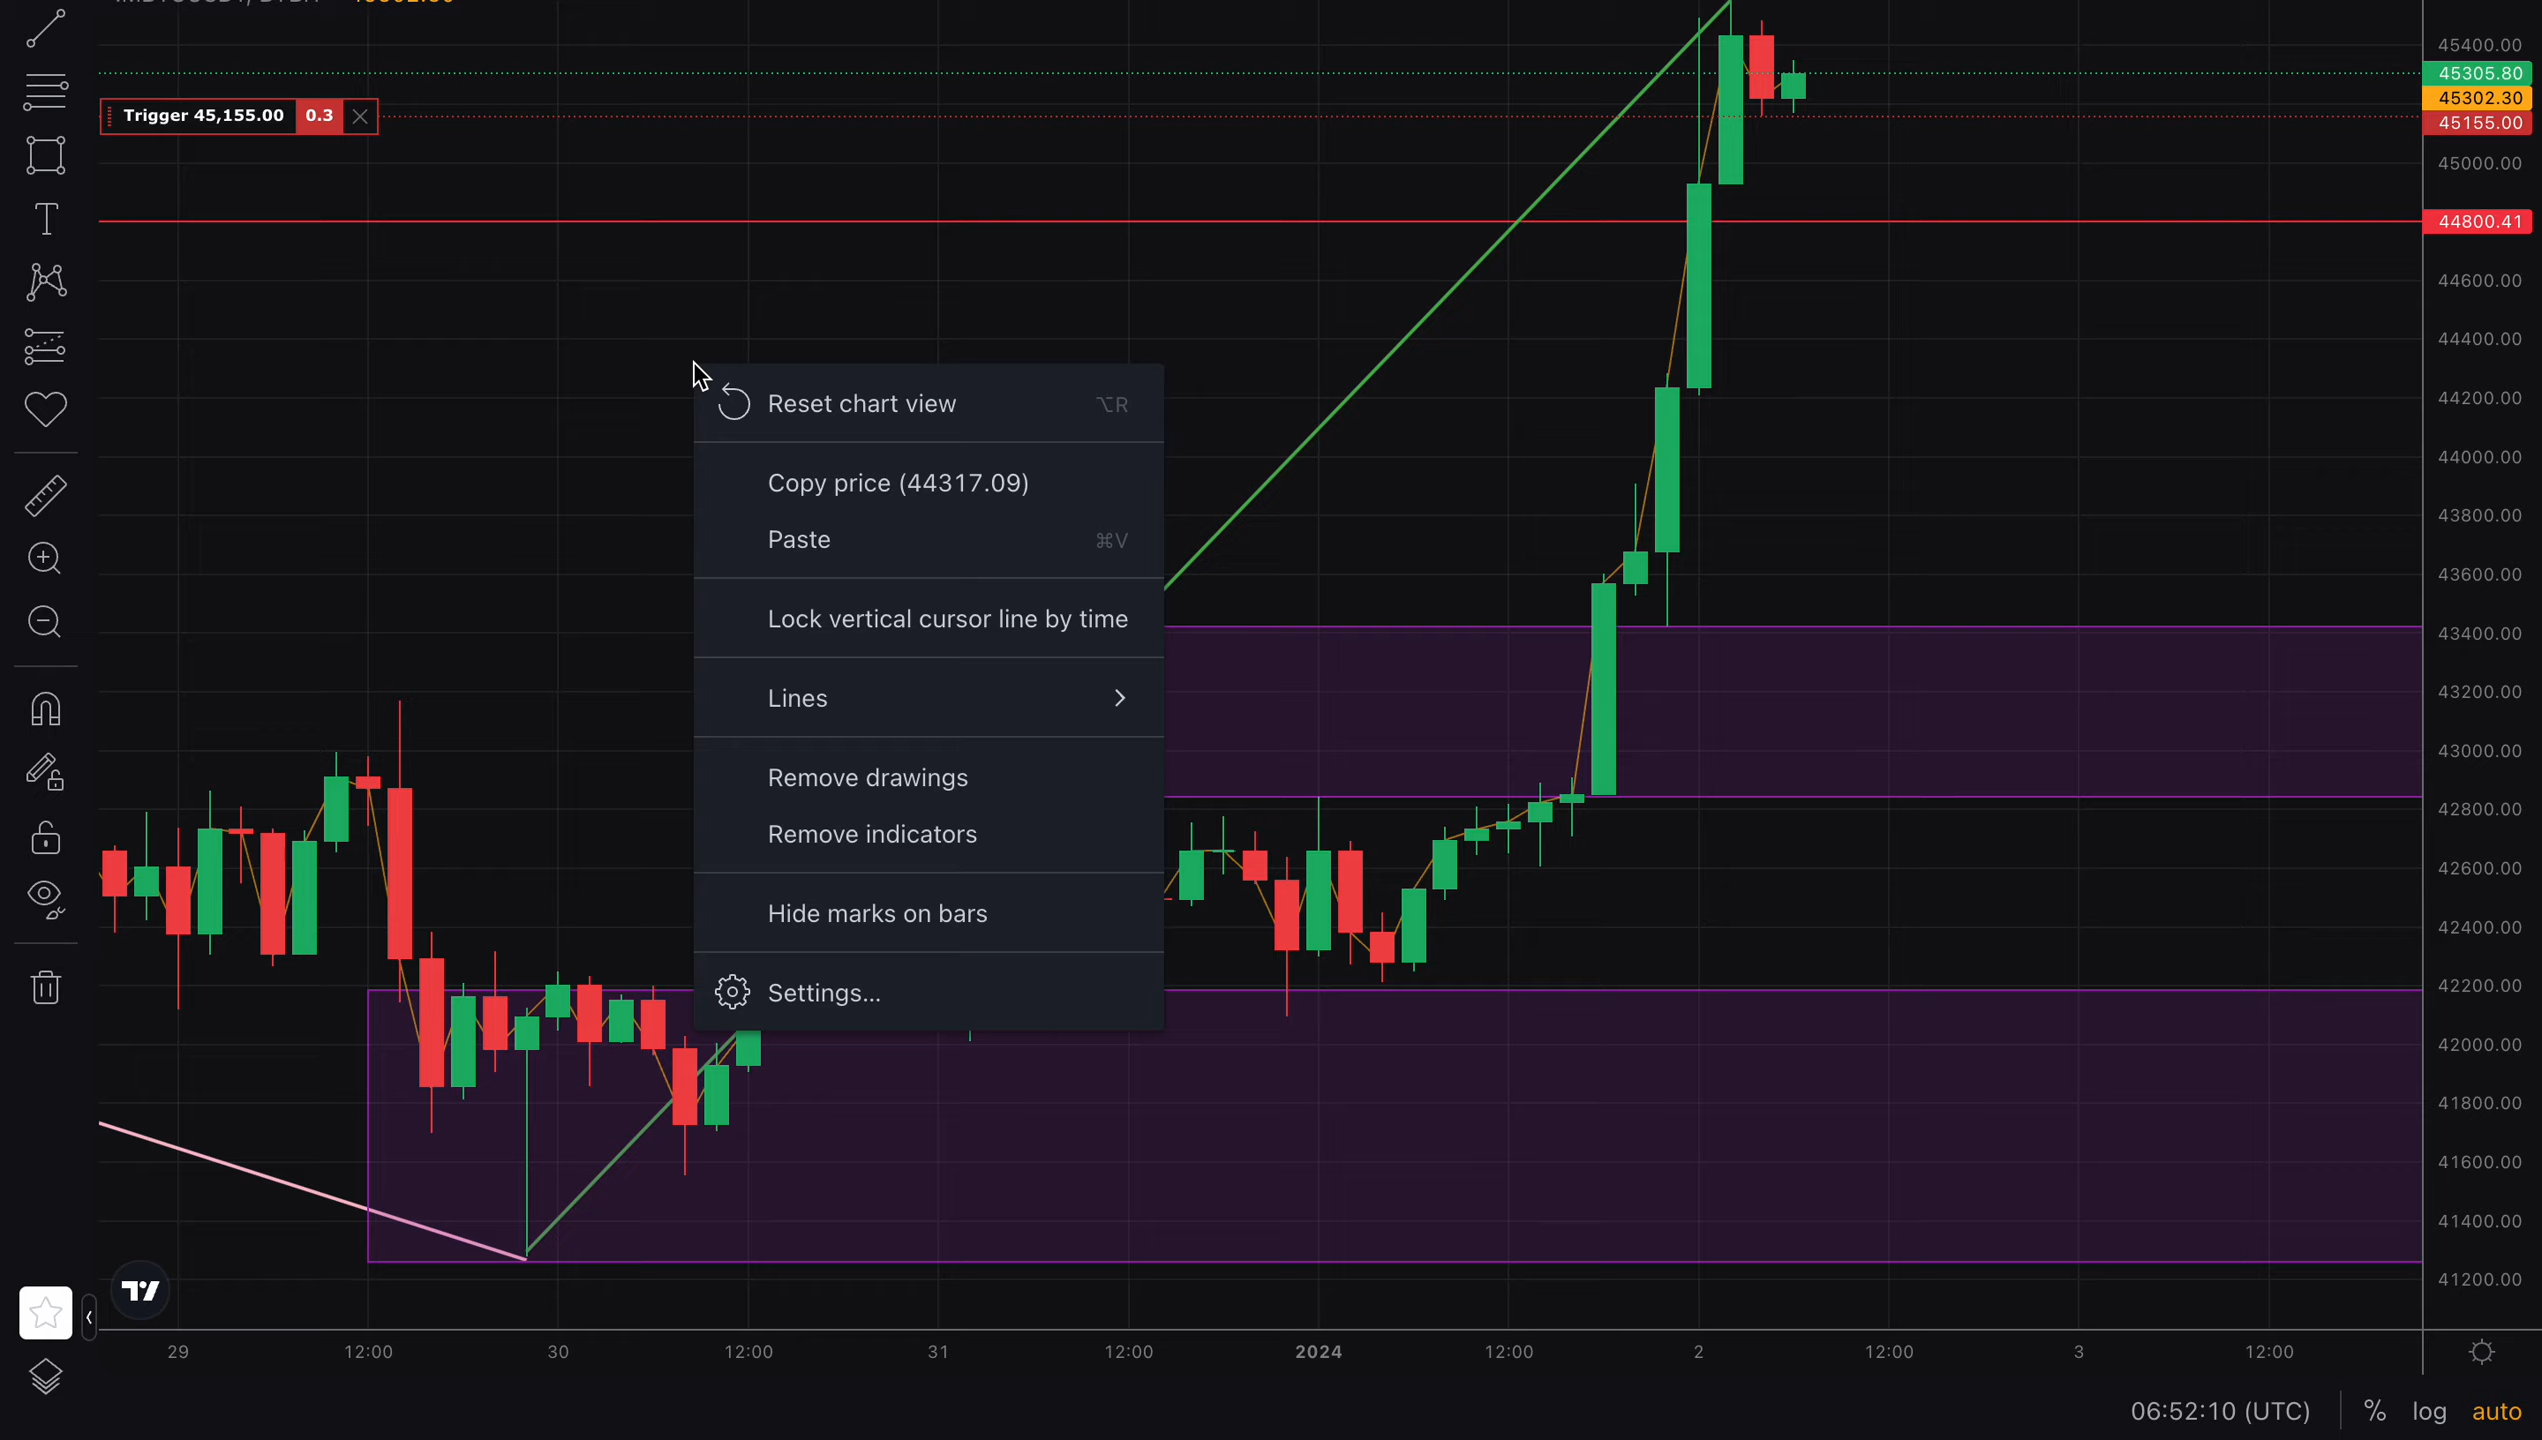 45400.00
45305.80
45302.30
Trigger 45,155.00 0.3
45155.00
45000.00
44800.41
44600.00
44400.00
Reset chart view ⌥R
44200.00
44000.00
Copy price (44317.09)
43800.00
Paste ⌘V
43600.00
Lock vertical cursor line by time
43400.00
43200.00
Lines
43000.00
Remove drawings
42800.00
Remove indicators
42600.00
Hide marks on bars
42400.00
42200.00
Settings...
42000.00
41800.00
41600.00
41400.00
41200.00
29 12:00 30 12:00 31 12:00 2024 12:00 2 12:00 3 12:00
06:52:10 (UTC) % log auto